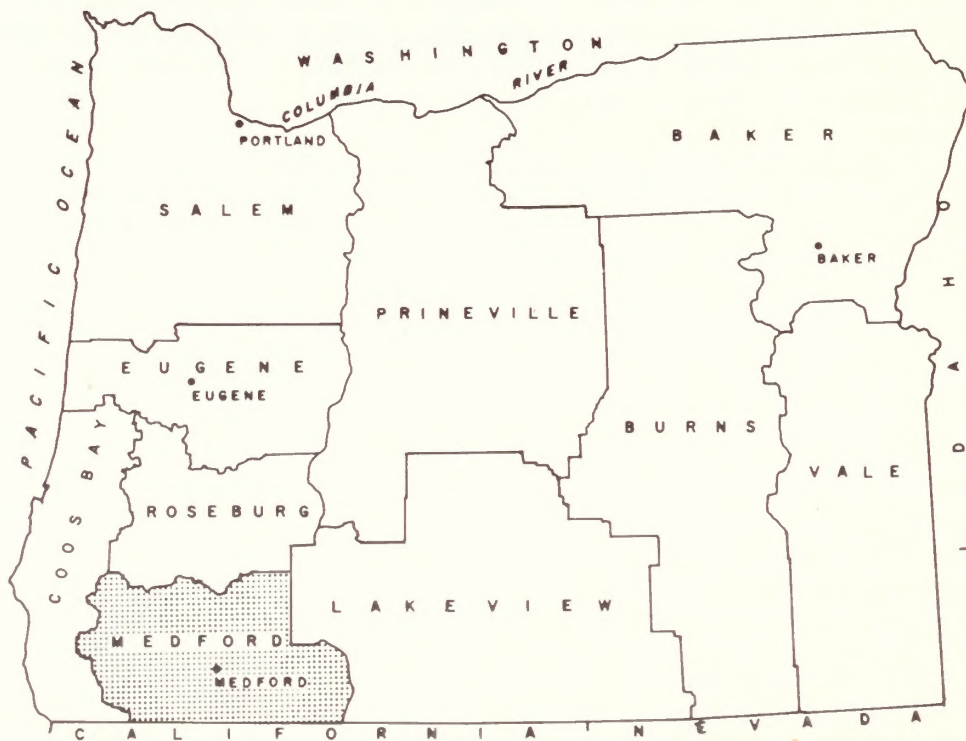 WASHINGTON
COLUMBIA RIVER
PACIFIC OCEAN
PORTLAND
BAKER
SALEM
BAKER
IDAHO
PRINEVILLE
EUGENE
EUGENE
BURNS
VALE
COOS BAY
ROSEBURG
LAKEVIEW
MEDFORD
MEDFORD
CALIFORNIA
NEVADA